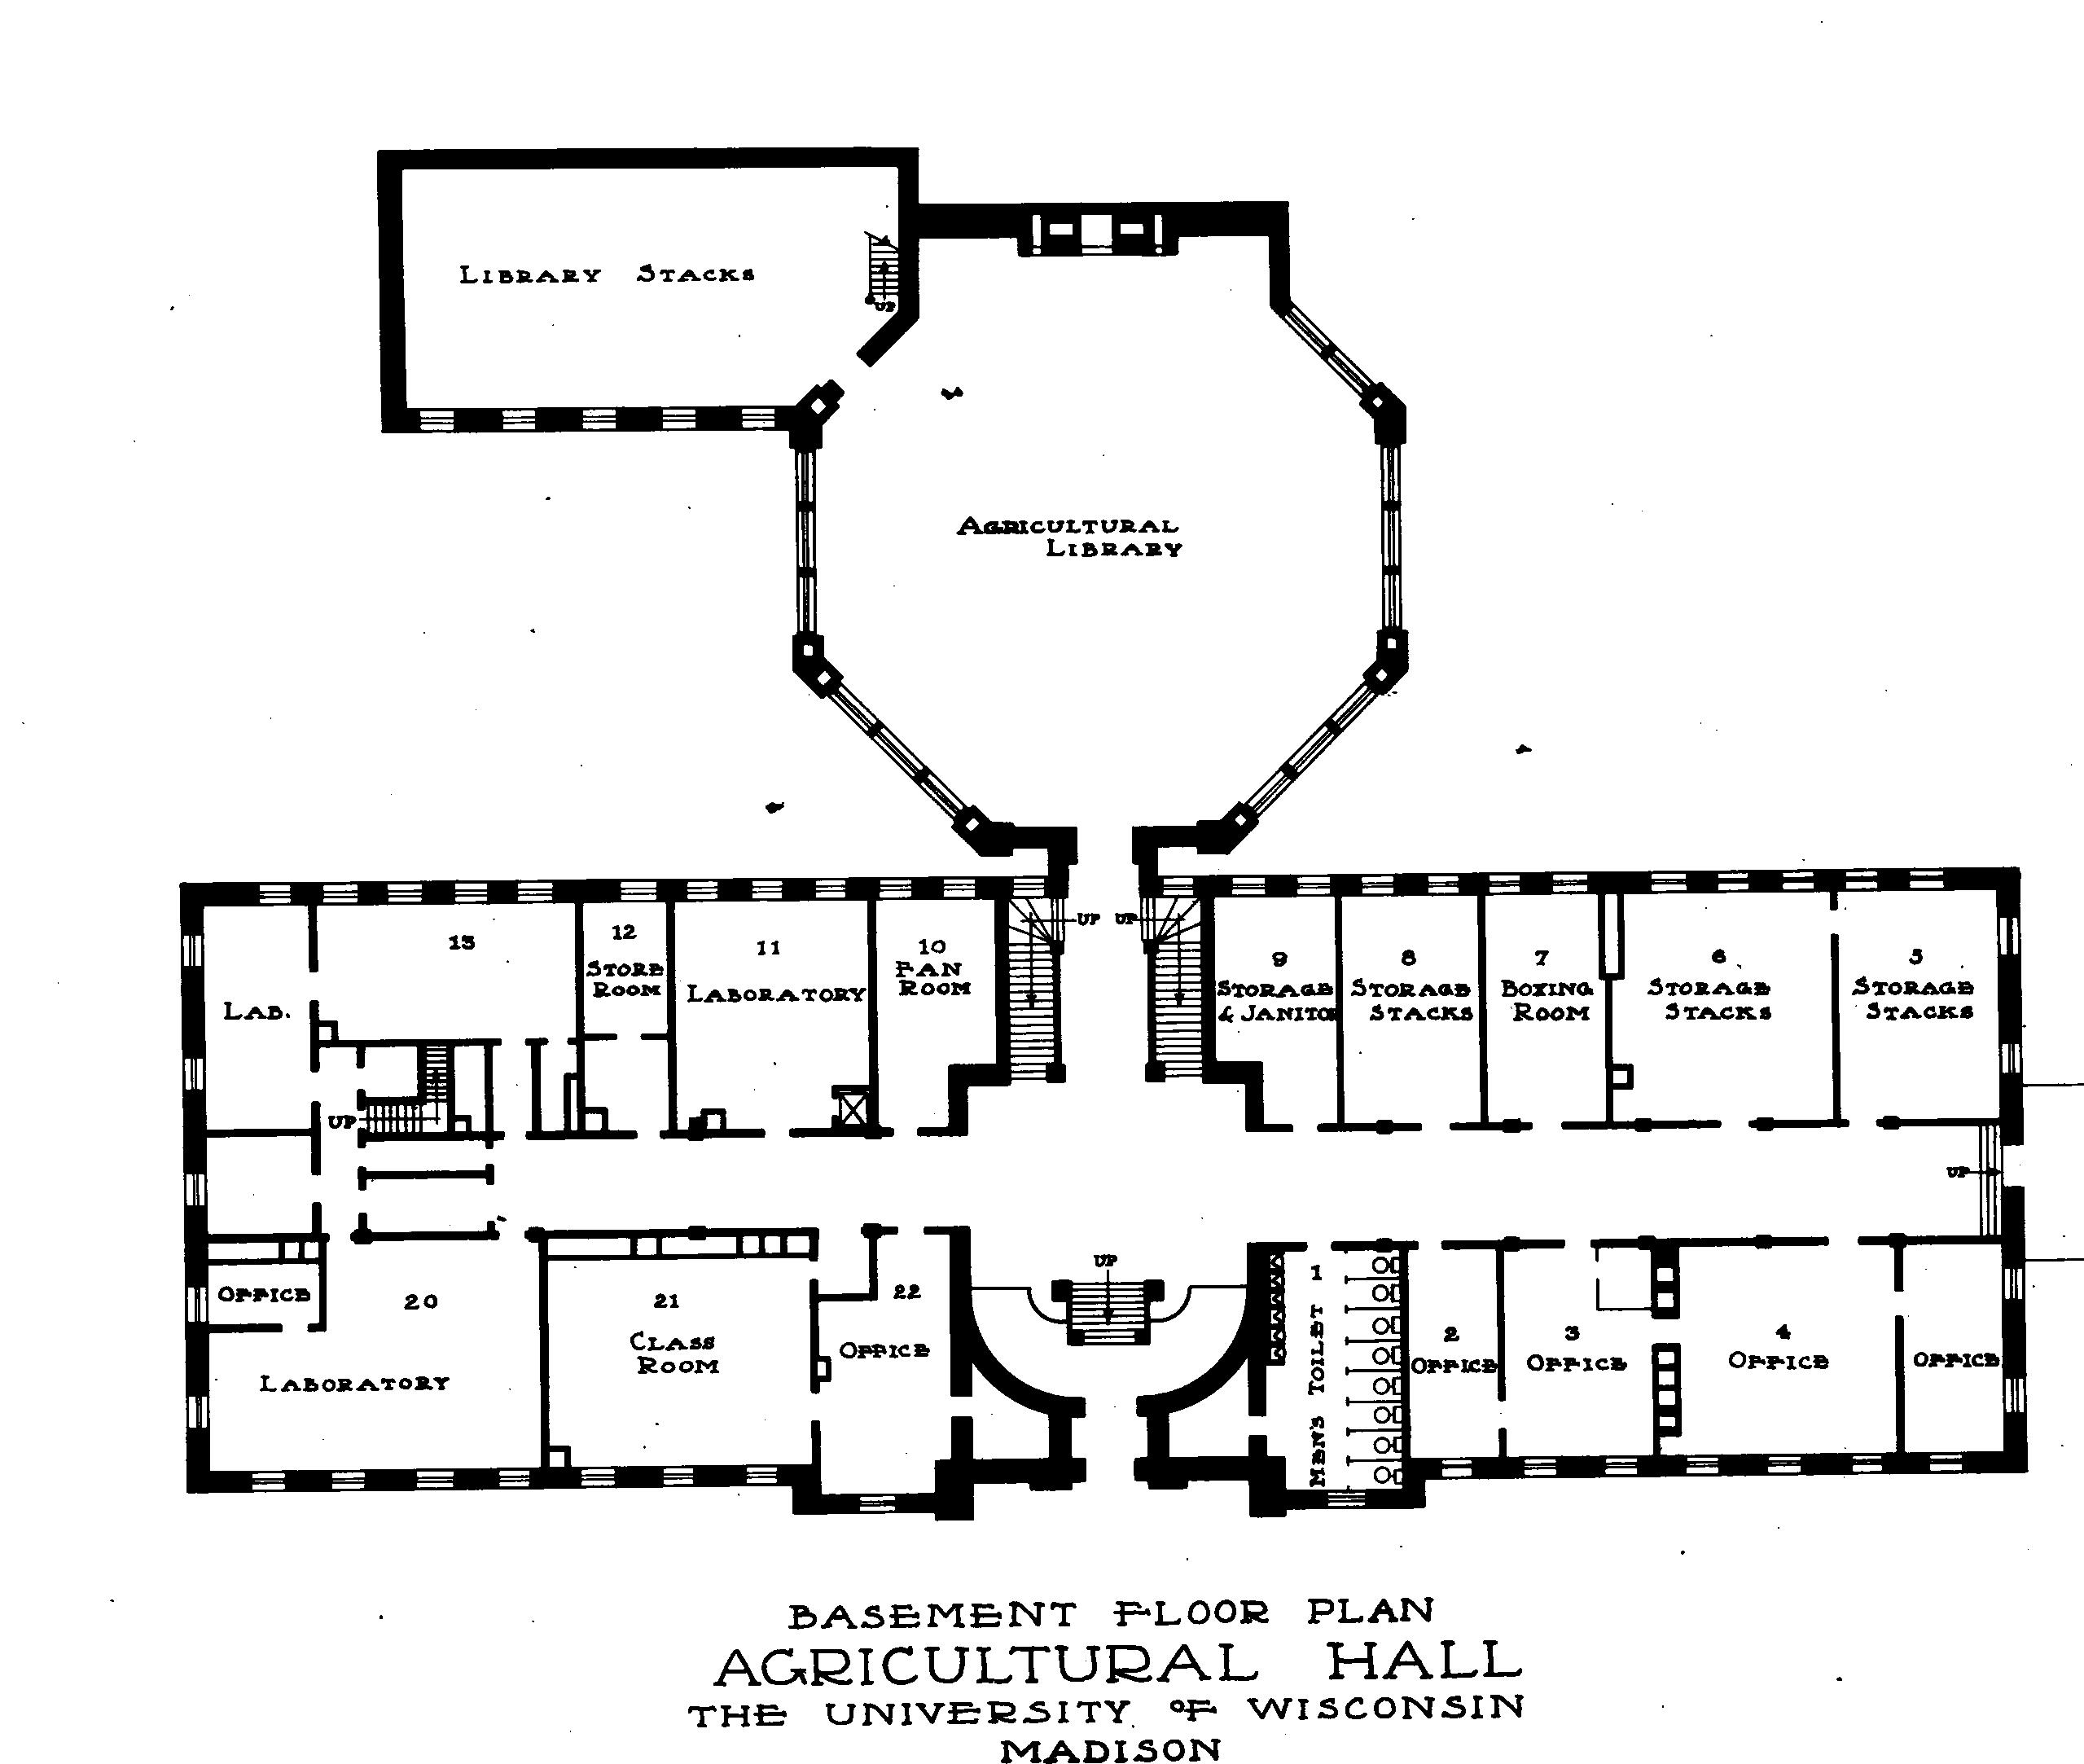 LIBRARY STACKS
UP
AGRICULTURAL
LIBRARY
UP UP
13
12
STORE
ROOM
11
LABORATORY
10
FAN
ROOM
9
STORAGE
& JANITOR
8
STORAGE
STACKS
7
BOXING
ROOM
6
STORAGE
STACKS
5
STORAGE
STACKS
LAB.
UP
UP
UP
OFFICE
20
LABORATORY
21
CLASS
ROOM
22
OFFICE
1
MEN'S TOILET
2
OFFICE
3
OFFICE
4
OFFICE
OFFICE
BASEMENT FLOOR PLAN
AGRICULTURAL HALL
THE UNIVERSITY OF WISCONSIN
MADISON